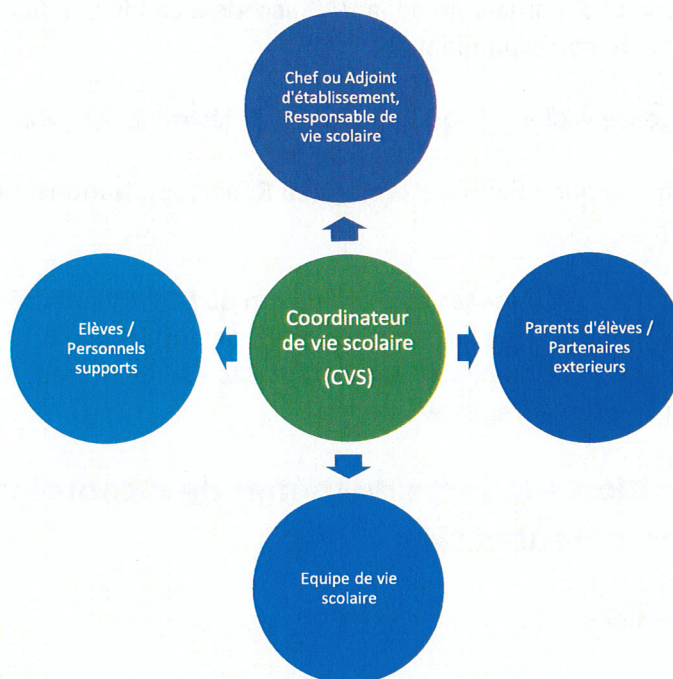 Chef ou Adjoint
d'établissement,
Responsable de
vie scolaire
Elèves /
Personnels
supports
Coordinateur
de vie scolaire
(CVS)
Parents d'élèves /
Partenaires
exterieurs
Equipe de vie
scolaire